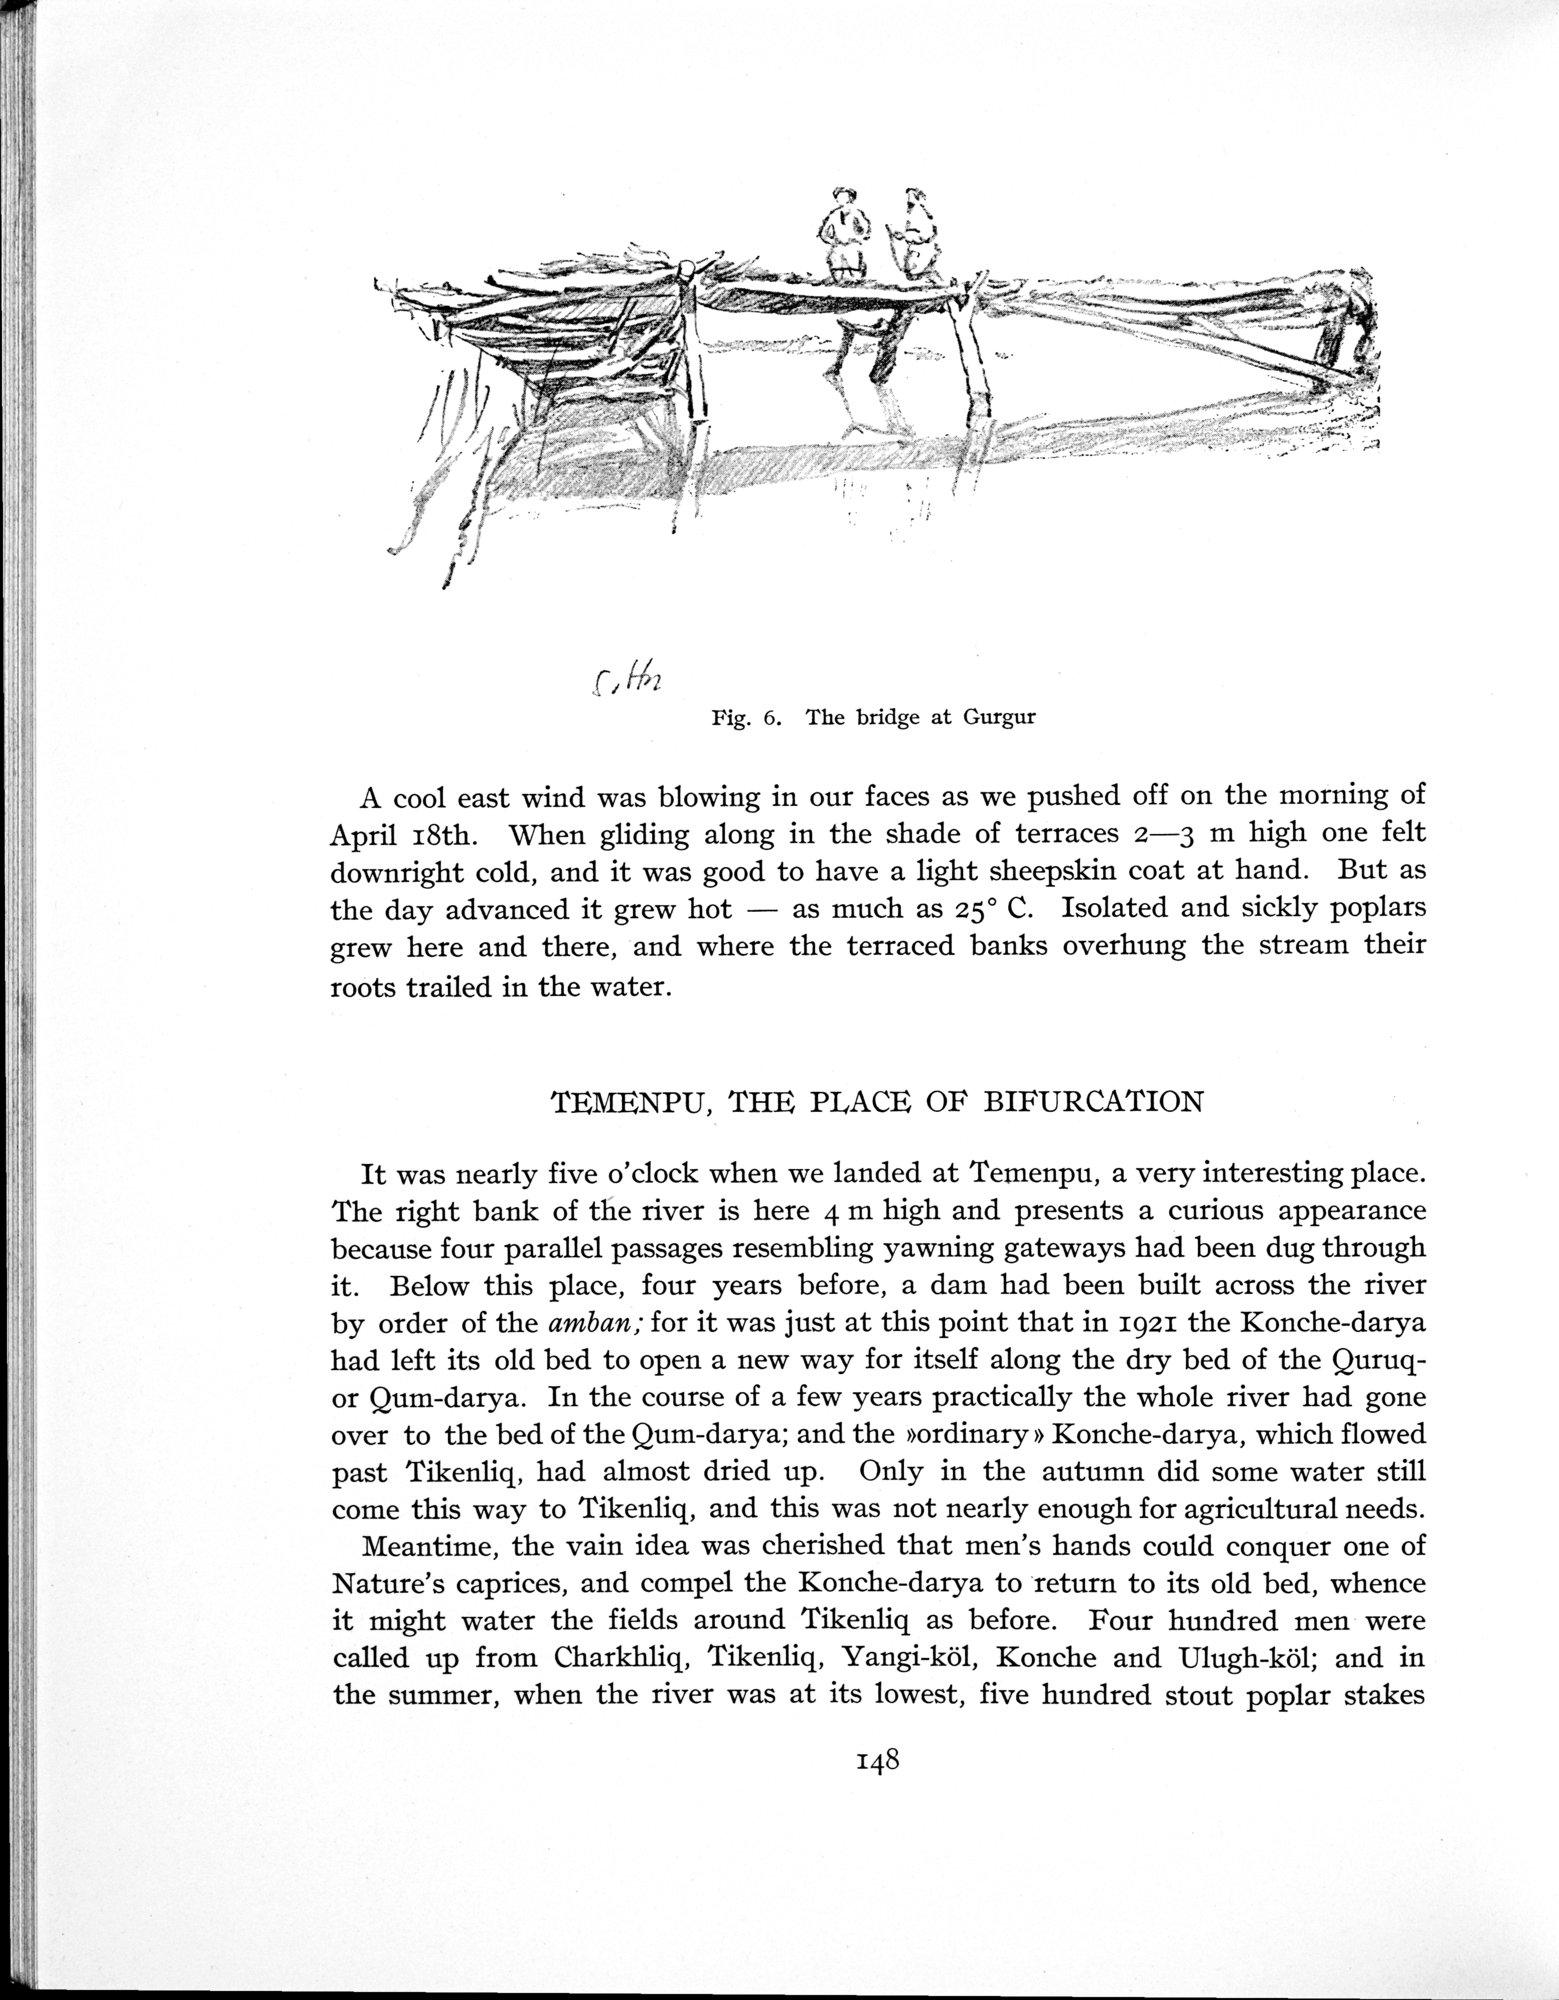 S, Hn
Fig. 6. The bridge at Gurgur
A cool east wind was blowing in our faces as we pushed off on the morning of
April 18th. When gliding along in the shade of terraces 2—3 m high one felt
downright cold, and it was good to have a light sheepskin coat at hand. But as
the day advanced it grew hot — as much as 25° C. Isolated and sickly poplars
grew here and there, and where the terraced banks overhung the stream their
roots trailed in the water.
TEMENPU, THE PLACE OF BIFURCATION
It was nearly five o'clock when we landed at Temenpu, a very interesting place.
The right bank of the river is here 4 m high and presents a curious appearance
because four parallel passages resembling yawning gateways had been dug through
it. Below this place, four years before, a dam had been built across the river
by order of the amban; for it was just at this point that in 1921 the Konche-darya
had left its old bed to open a new way for itself along the dry bed of the Quruq-
or Qum-darya. In the course of a few years practically the whole river had gone
over to the bed of the Qum-darya; and the »ordinary» Konche-darya, which flowed
past Tikenliq, had almost dried up. Only in the autumn did some water still
come this way to Tikenliq, and this was not nearly enough for agricultural needs.
Meantime, the vain idea was cherished that men's hands could conquer one of
Nature's caprices, and compel the Konche-darya to return to its old bed, whence
it might water the fields around Tikenliq as before. Four hundred men were
called up from Charkhliq, Tikenliq, Yangi-köl, Konche and Ulugh-köl; and in
the summer, when the river was at its lowest, five hundred stout poplar stakes
148